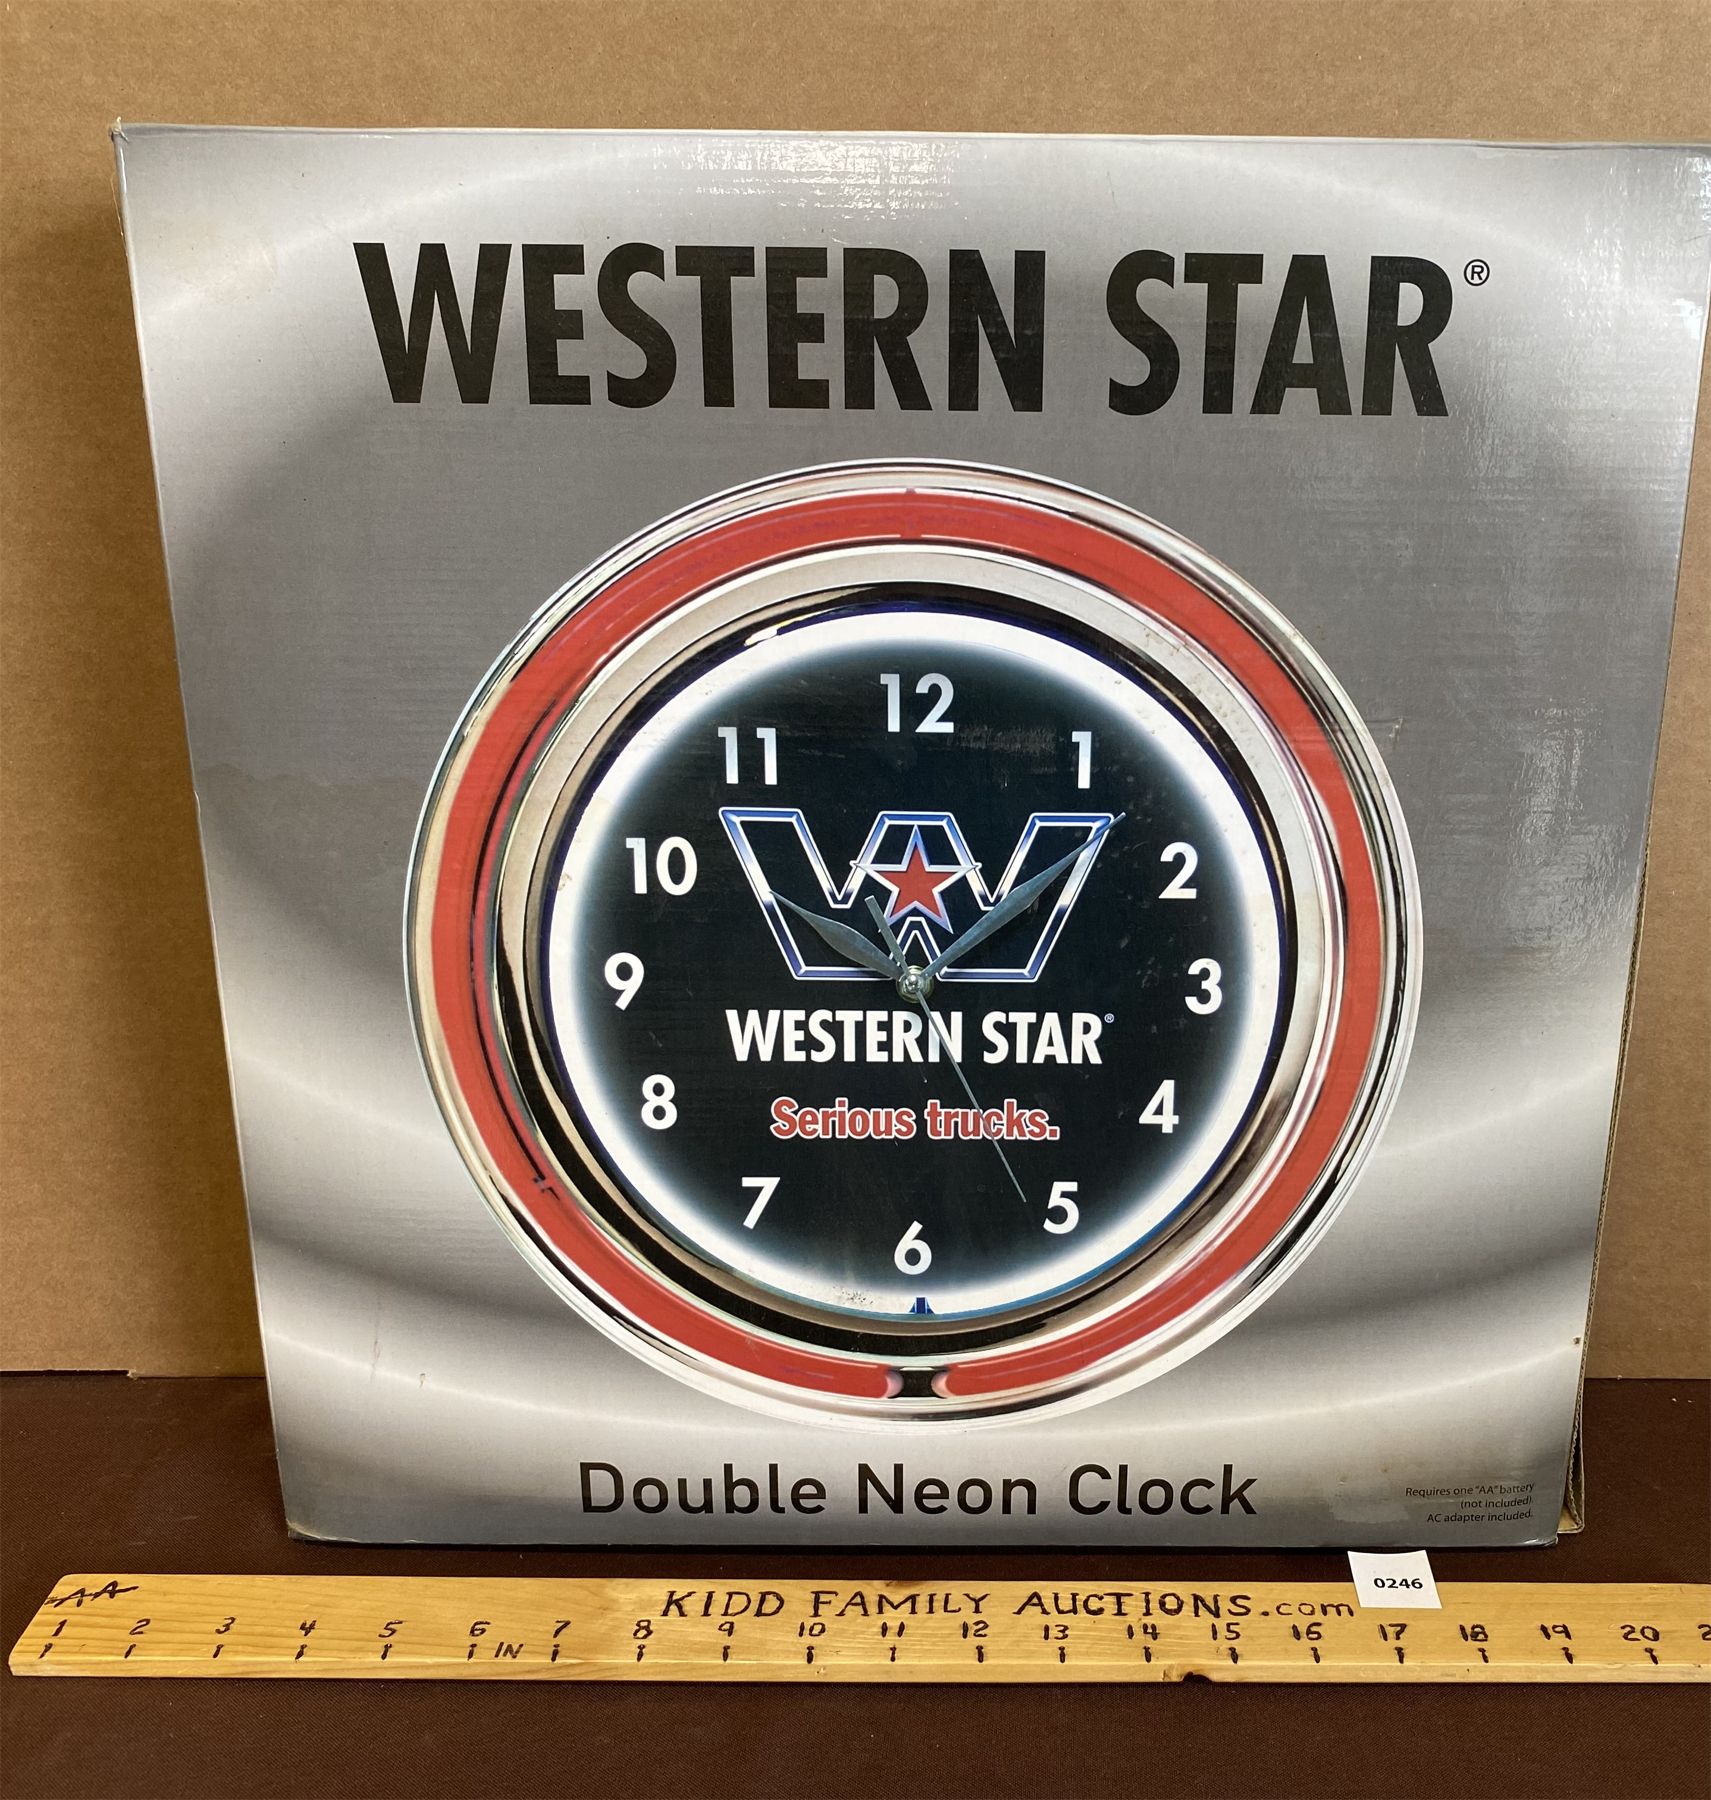 WESTERN STAR®
12
11 1
10 2
9 3
WESTERN STAR®
8 4
Serious trucks.
7 5
6
Double Neon Clock
Requires one "AA" battery
(not included).
AC adapter included.
0246
AA KIDD FAMILY AUCTIONS.com
1 2 3 4 5 6 IN 7 8 9 10 11 12 13 14 15 16 17 18 19 20